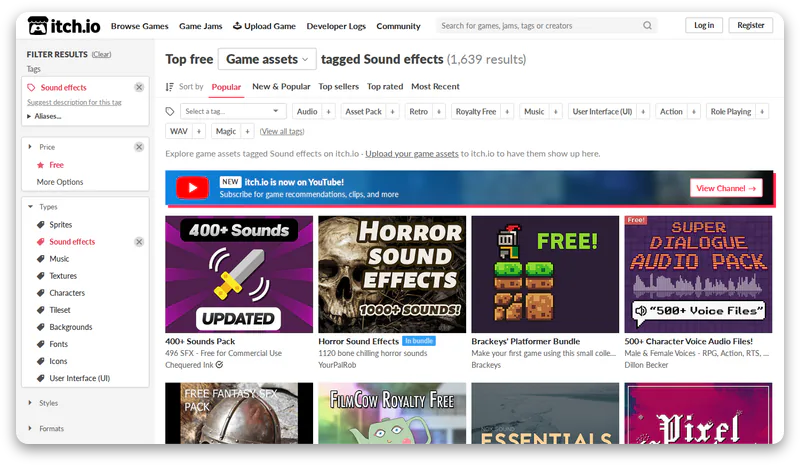 itch.io
Browse Games
Game Jams
Upload Game
Developer Logs
Community
Search for games, jams, tags or creators
Log in
Register
FILTER RESULTS (Clear)
Tags
Sound effects
Suggest description for this tag
Aliases...
Price
Free
More Options
Types
Sprites
Sound effects
Music
Textures
Characters
Tileset
Backgrounds
Fonts
Icons
User Interface (UI)
Styles
Formats
Top free Game assets tagged Sound effects (1,639 results)
Sort by Popular New & Popular Top sellers Top rated Most Recent
Select a tag... Audio + Asset Pack + Retro + Royalty Free + Music + User Interface (UI) + Action + Role Playing +
WAV + Magic + (View all tags)
Explore game assets tagged Sound effects on itch.io · Upload your game assets to itch.io to have them show up here.
NEW itch.io is now on YouTube!
Subscribe for game recommendations, clips, and more
View Channel →
400+ Sounds
UPDATED
400+ Sounds Pack
496 SFX - Free for Commercial Use
Chequered Ink
HORROR
SOUND
EFFECTS
1000+ SOUNDS!
Horror Sound Effects In bundle
1120 bone chilling horror sounds
YourPalRob
FREE!
Brackeys' Platformer Bundle
Make your first game using this small colle...
Brackeys
Free!
SUPER
DIALOGUE
AUDIO PACK
"500+ Voice Files"
500+ Character Voice Audio Files!
Male & Female Voices - RPG, Action, RTS, ...
Dillon Becker
FREE FANTASY SFX
PACK
FILMCOW ROYALTY FREE
ESSENTIALS
Pixel